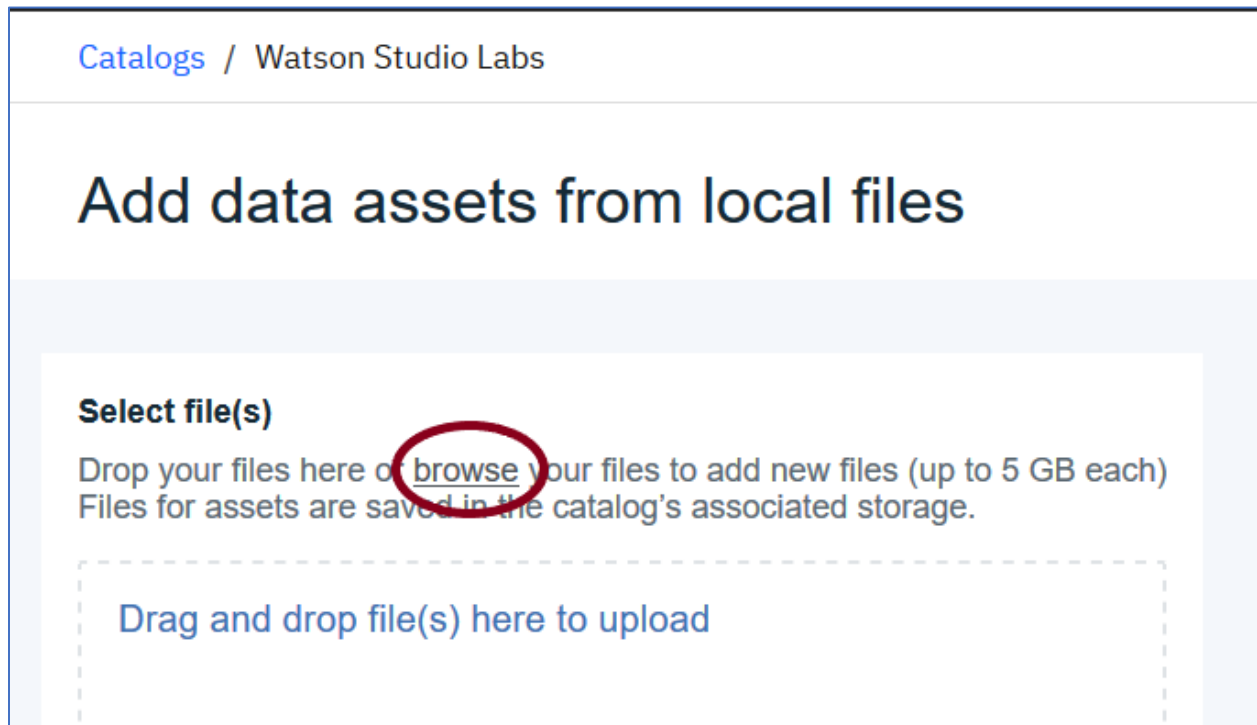 Catalogs / Watson Studio Labs
Add data assets from local files
Select file(s)
Drop your files here or browse your files to add new files (up to 5 GB each)
Files for assets are saved in the catalog's associated storage.
Drag and drop file(s) here to upload